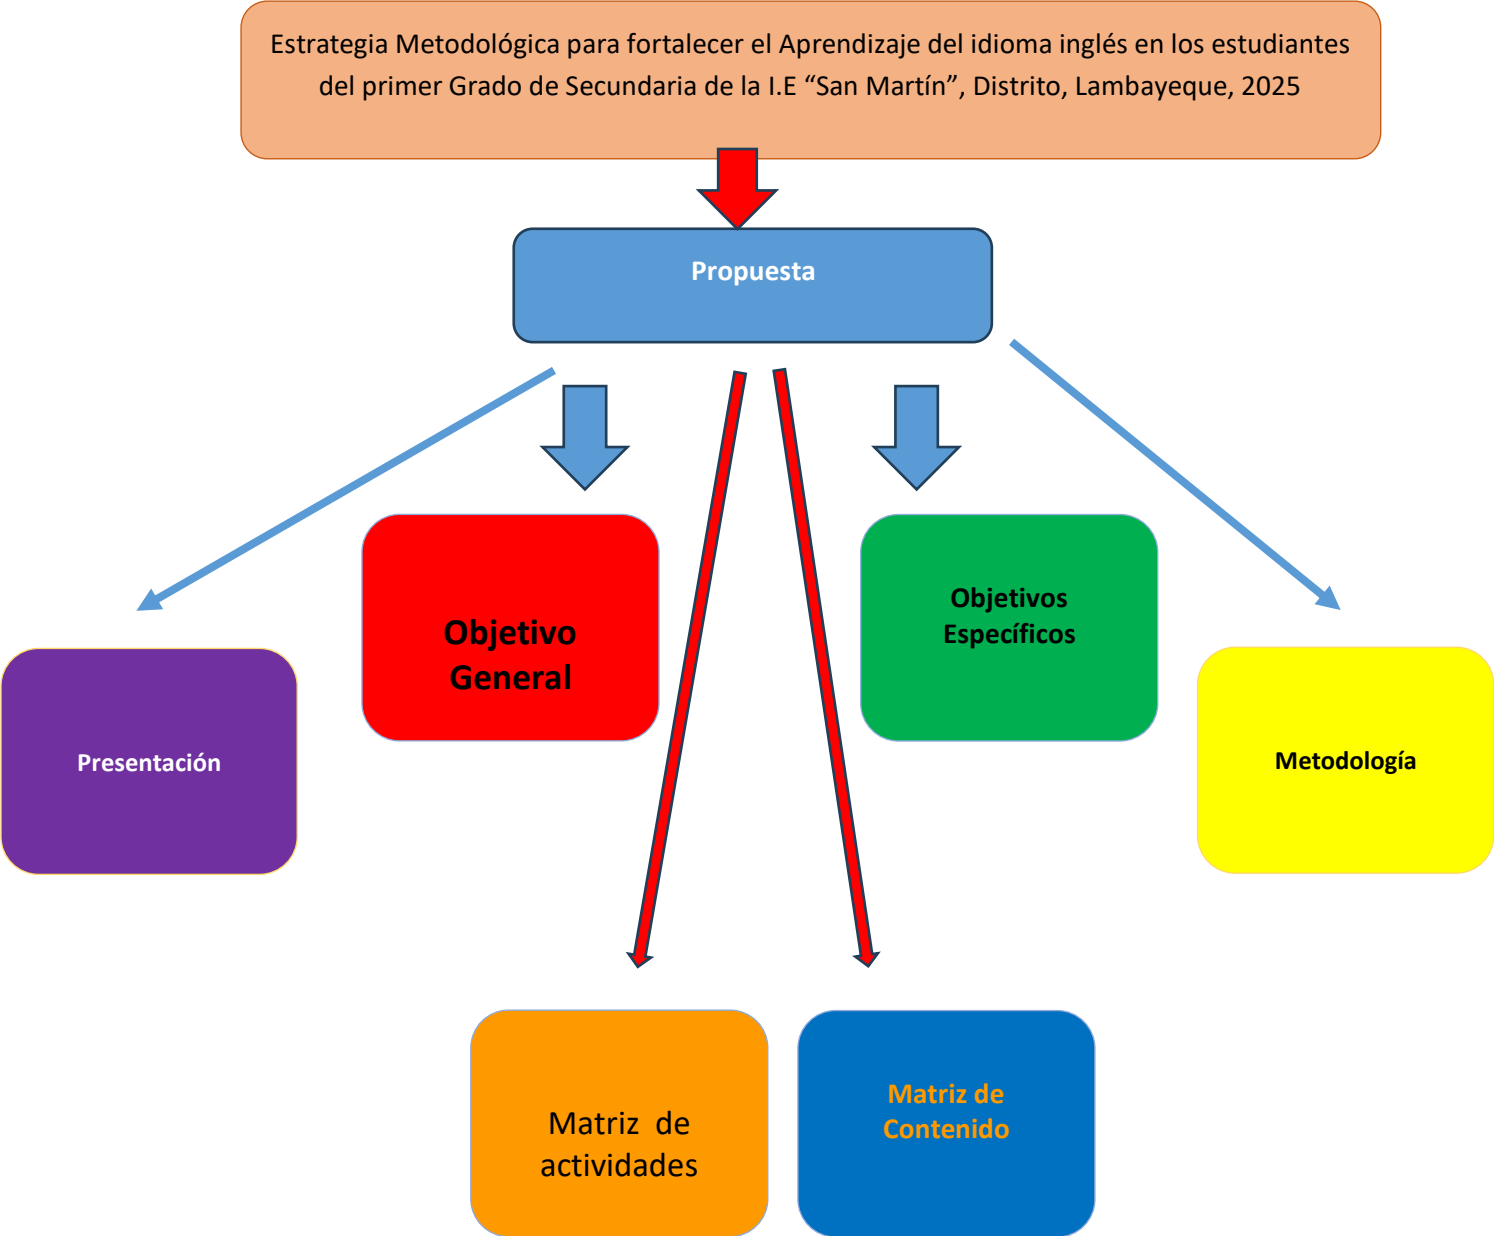 Estrategia Metodológica para fortalecer el Aprendizaje del idioma inglés en los estudiantes
del primer Grado de Secundaria de la I.E “San Martín”, Distrito, Lambayeque, 2025
Propuesta
Objetivo
General
Objetivos
Específicos
Presentación
Metodología
Matriz de
actividades
Matriz de
Contenido